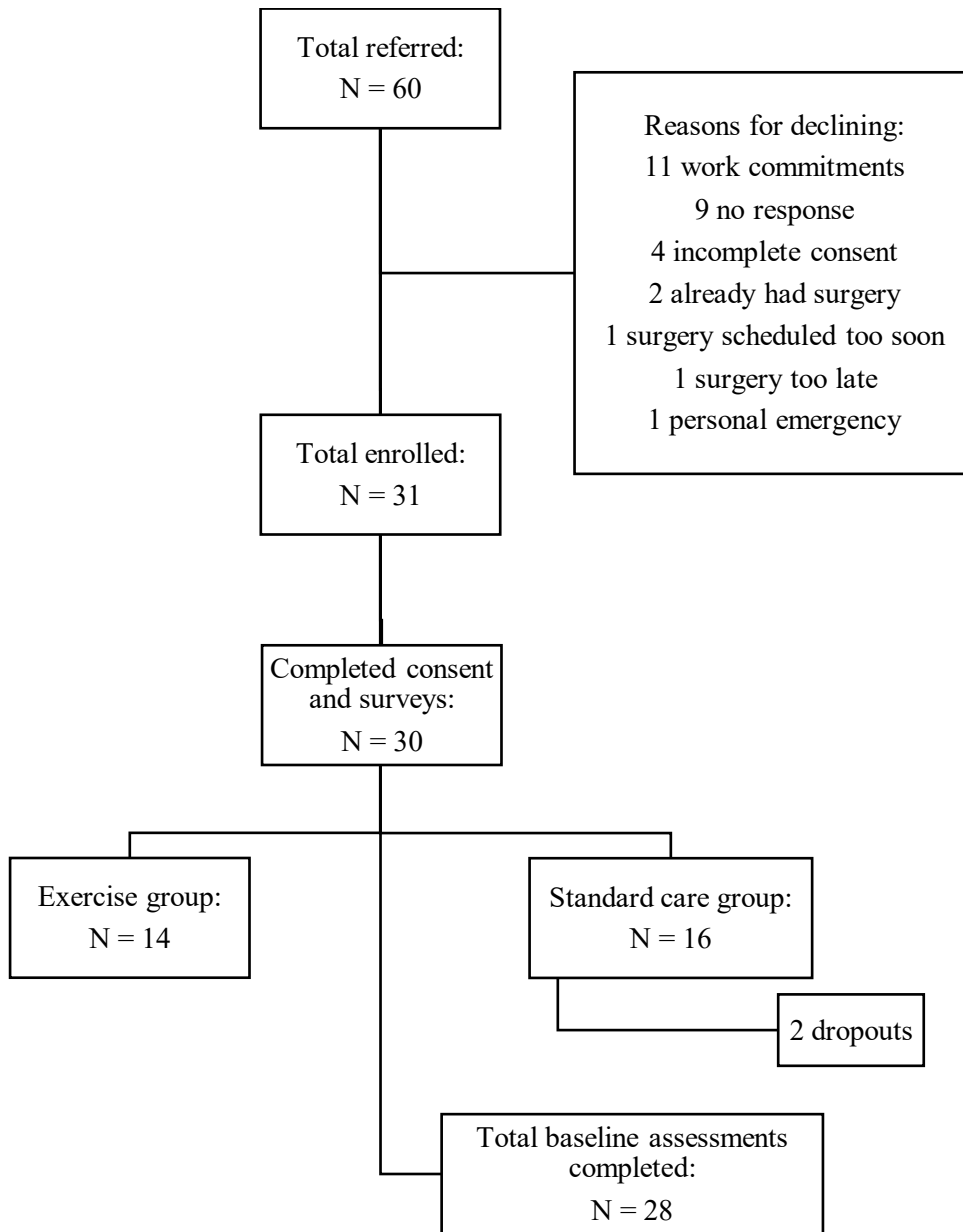 Total referred:
N = 60
Reasons for declining:
11 work commitments
9 no response
4 incomplete consent
2 already had surgery
1 surgery scheduled too soon
1 surgery too late
1 personal emergency
Total enrolled:
N = 31
Completed consent
and surveys:
N = 30
Exercise group:
N = 14
Standard care group:
N = 16
2 dropouts
Total baseline assessments
completed:
N = 28